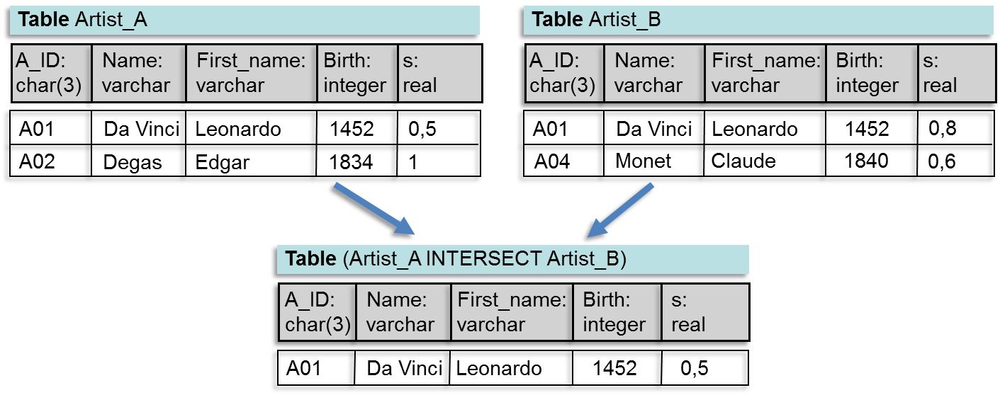 Table Artist_A
A_ID: Name: First_name: Birth: s:
char(3) varchar varchar integer real
A01 Da Vinci Leonardo 1452 0,5
A02 Degas Edgar 1834 1
Table Artist_B
A_ID: Name: First_name: Birth: s:
char(3) varchar varchar integer real
A01 Da Vinci Leonardo 1452 0,8
A04 Monet Claude 1840 0,6
Table (Artist_A INTERSECT Artist_B)
A_ID: Name: First_name: Birth: s:
char(3) varchar varchar integer real
A01 Da Vinci Leonardo 1452 0,5